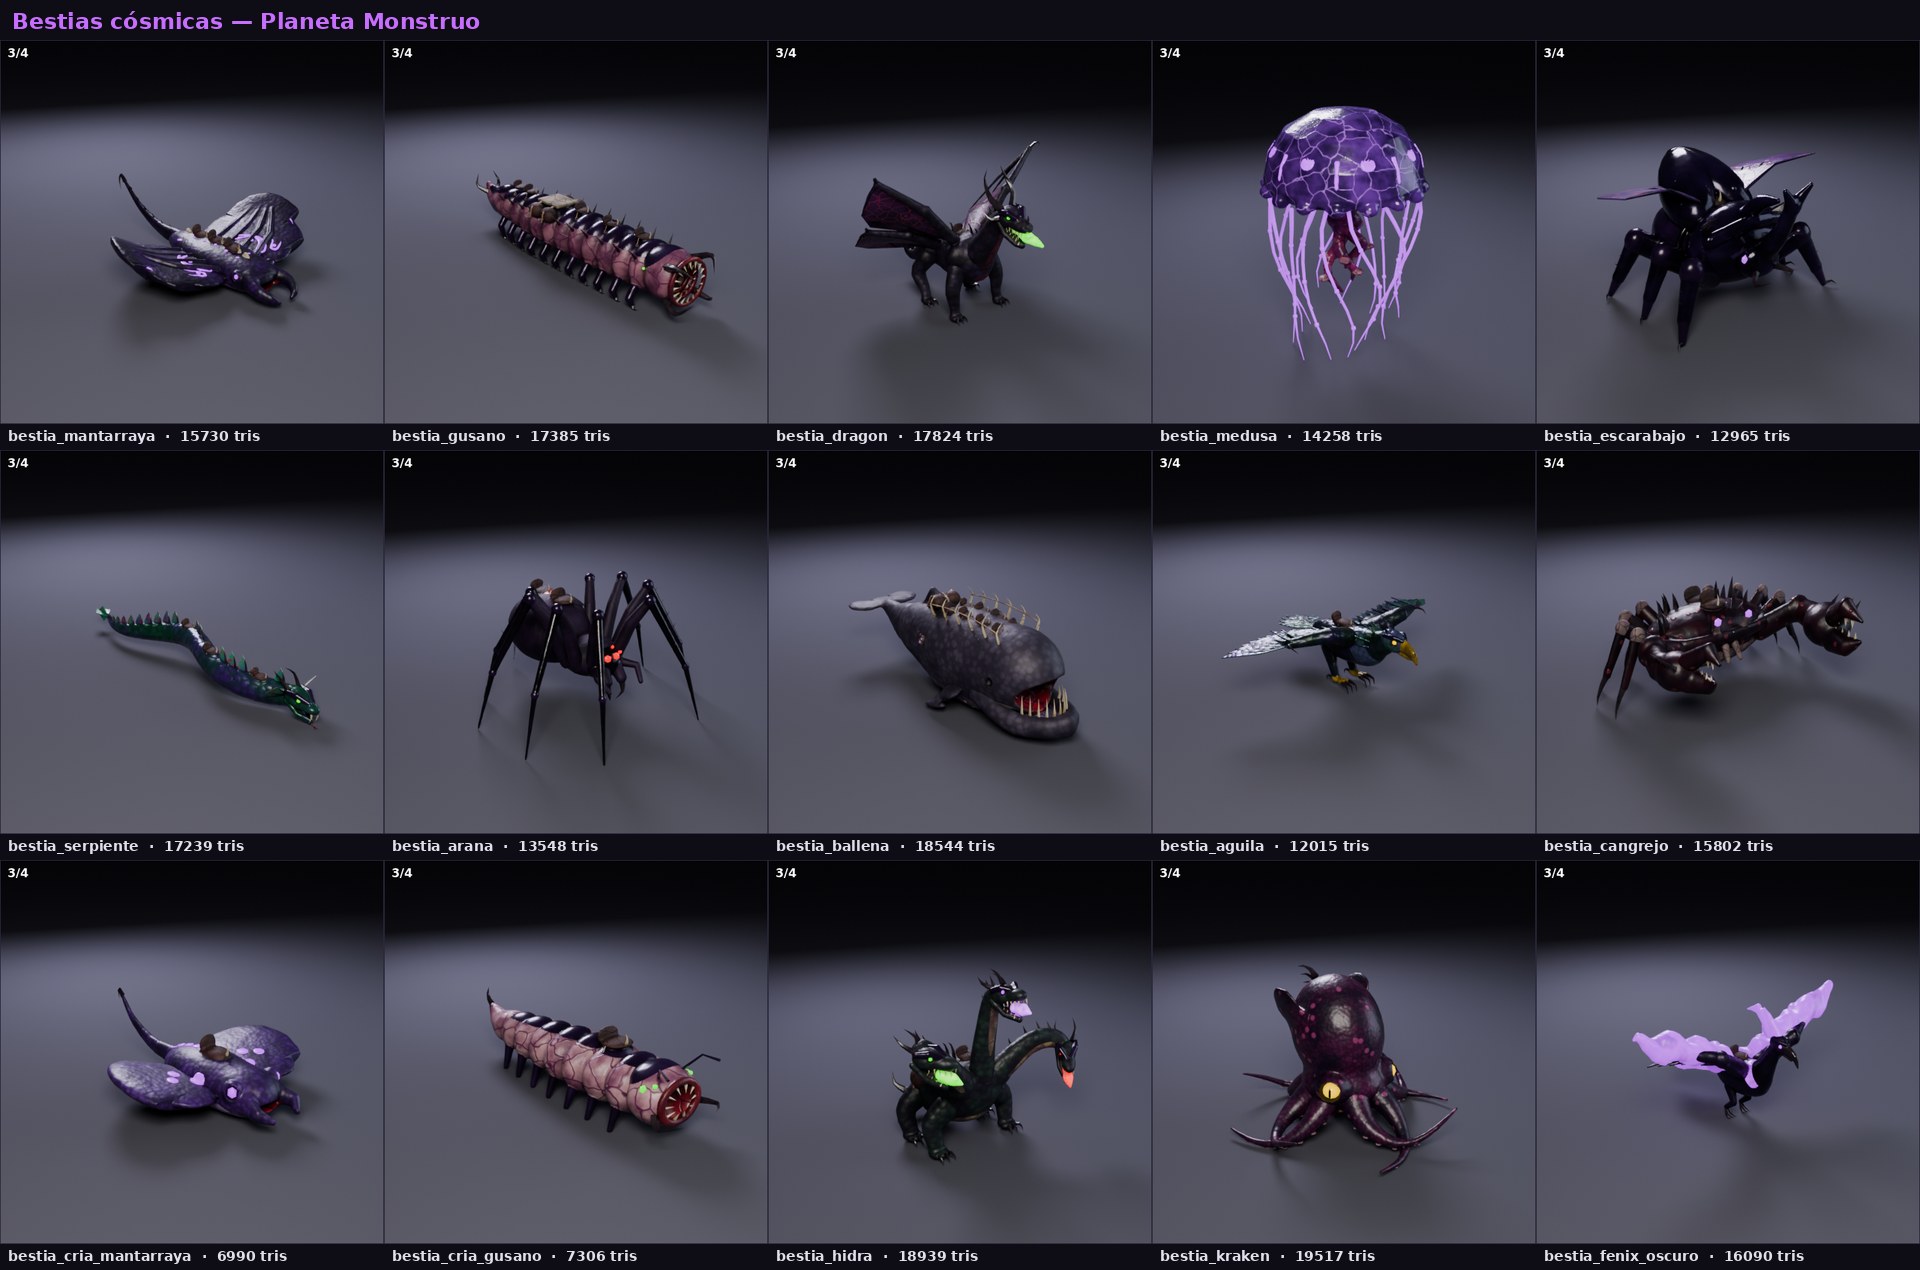 Bestias cósmicas — Planeta Monstruo
3/4 3/4 3/4 3/4 3/4
bestia_mantarraya · 15730 tris bestia_gusano · 17385 tris bestia_dragon · 17824 tris bestia_medusa · 14258 tris bestia_escarabajo · 12965 tris
3/4 3/4 3/4 3/4 3/4
bestia_serpiente · 17239 tris bestia_arana · 13548 tris bestia_ballena · 18544 tris bestia_aguila · 12015 tris bestia_cangrejo · 15802 tris
3/4 3/4 3/4 3/4 3/4
bestia_cria_mantarraya · 6990 tris bestia_cria_gusano · 7306 tris bestia_hidra · 18939 tris bestia_kraken · 19517 tris bestia_fenix_oscuro · 16090 tris